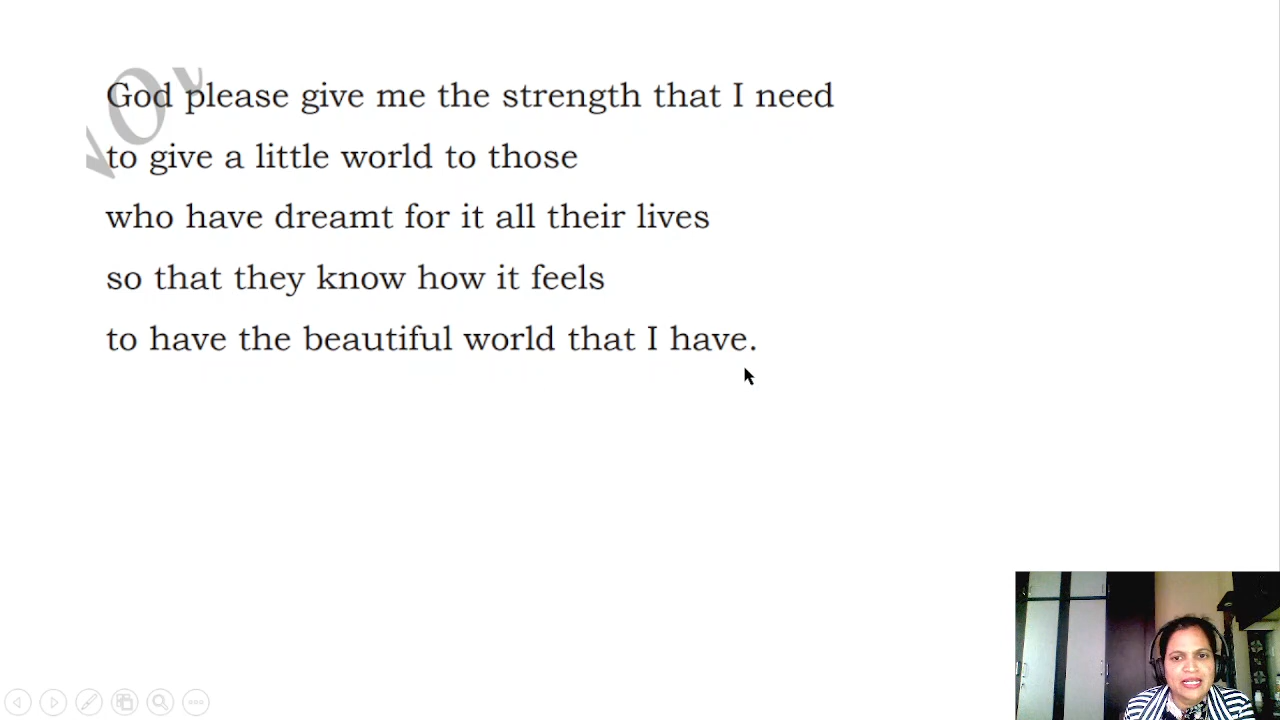 God please give me the strength that I need
to give a little world to those
who have dreamt for it all their lives
so that they know how it feels
to have the beautiful world that I have.